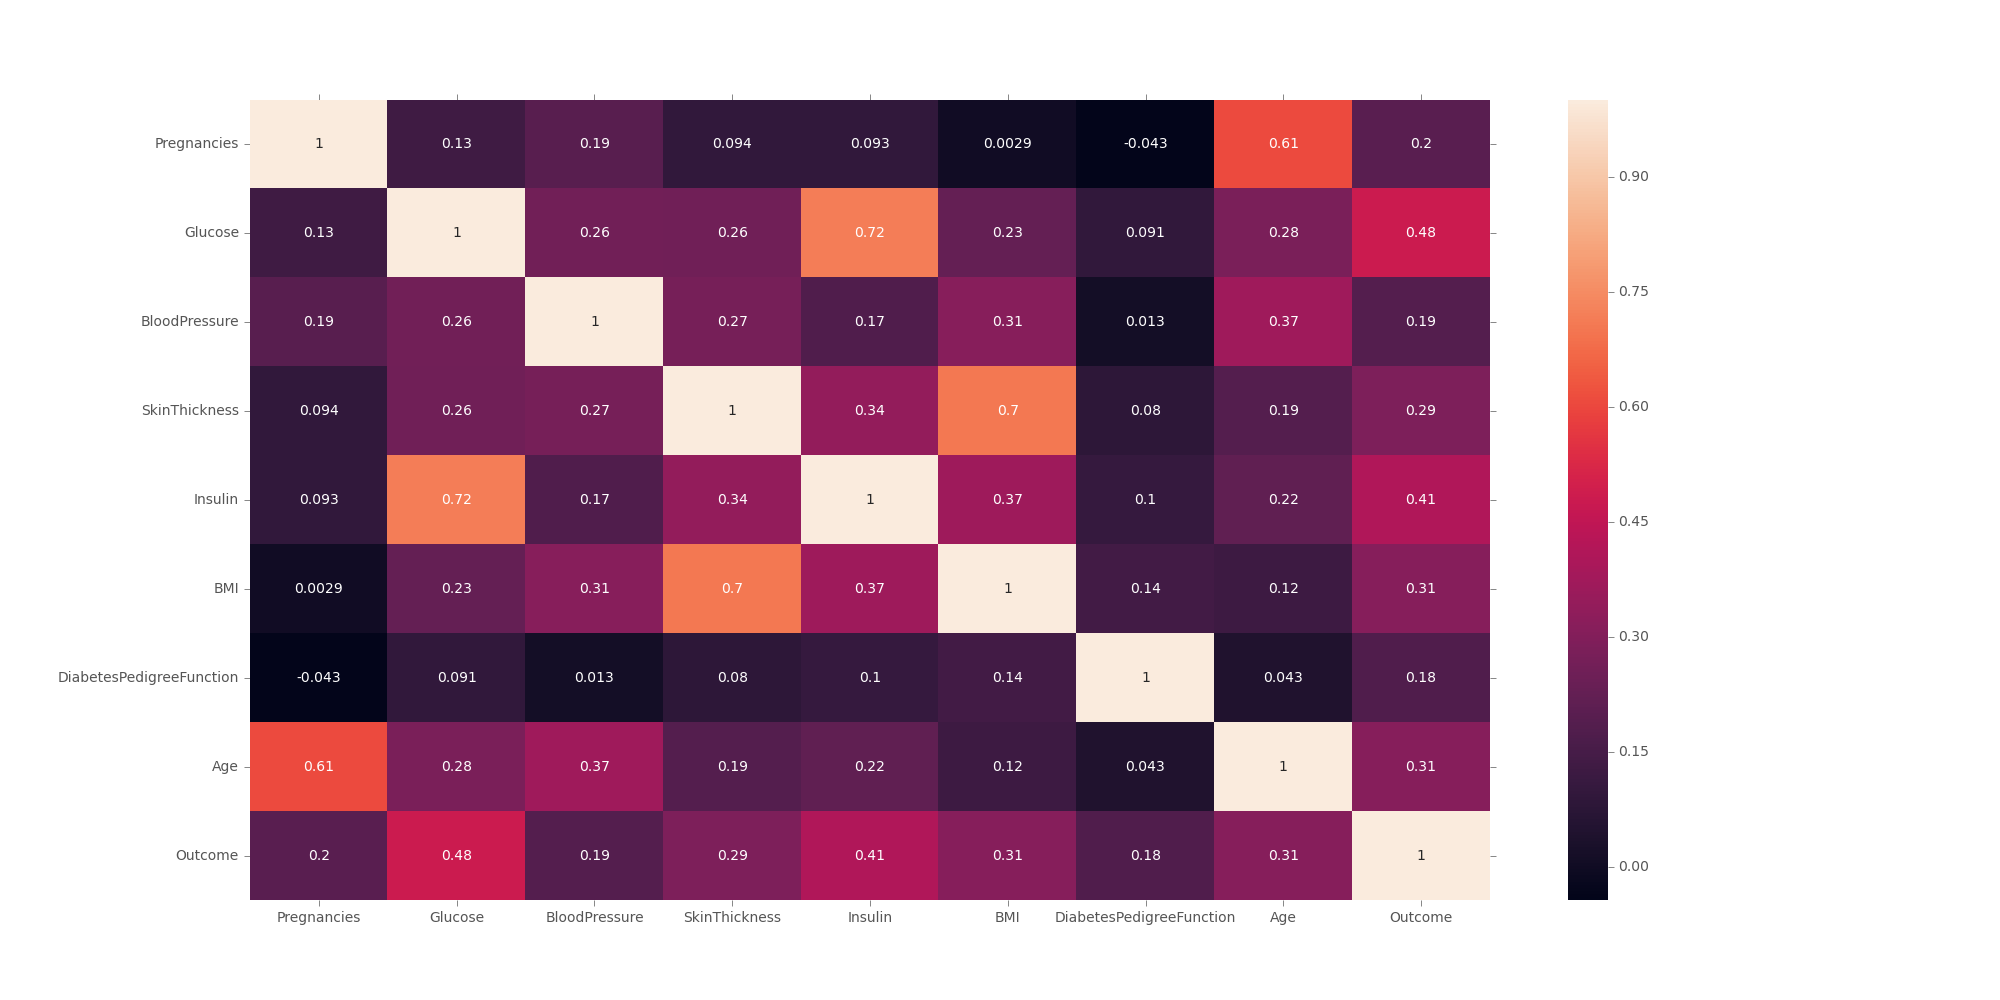 Pregnancies 1 0.13 0.19 0.094 0.093 0.0029 -0.043 0.61 0.2
Glucose 0.13 1 0.26 0.26 0.72 0.23 0.091 0.28 0.48
BloodPressure 0.19 0.26 1 0.27 0.17 0.31 0.013 0.37 0.19
SkinThickness 0.094 0.26 0.27 1 0.34 0.7 0.08 0.19 0.29
Insulin 0.093 0.72 0.17 0.34 1 0.37 0.1 0.22 0.41
BMI 0.0029 0.23 0.31 0.7 0.37 1 0.14 0.12 0.31
DiabetesPedigreeFunction -0.043 0.091 0.013 0.08 0.1 0.14 1 0.043 0.18
Age 0.61 0.28 0.37 0.19 0.22 0.12 0.043 1 0.31
Outcome 0.2 0.48 0.19 0.29 0.41 0.31 0.18 0.31 1
Pregnancies Glucose BloodPressure SkinThickness Insulin BMI DiabetesPedigreeFunction Age Outcome
0.90
0.75
0.60
0.45
0.30
0.15
0.00